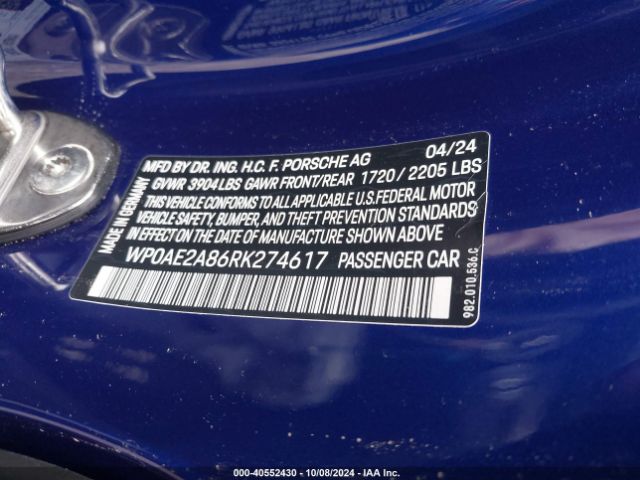 MFD BY DR. ING. H.C. F. PORSCHE AG 04/24
GVWR 3904 LBS GAWR FRONT/REAR 1720 / 2205 LBS
THIS VEHICLE CONFORMS TO ALL APPLICABLE U.S. FEDERAL MOTOR
VEHICLE SAFETY, BUMPER, AND THEFT PREVENTION STANDARDS
IN EFFECT ON THE DATE OF MANUFACTURE SHOWN ABOVE
WP0AE2A86RK274617 PASSENGER CAR
MADE IN GERMANY
982.010.536.C
000-40552430 - 10/08/2024 - IAA Inc.